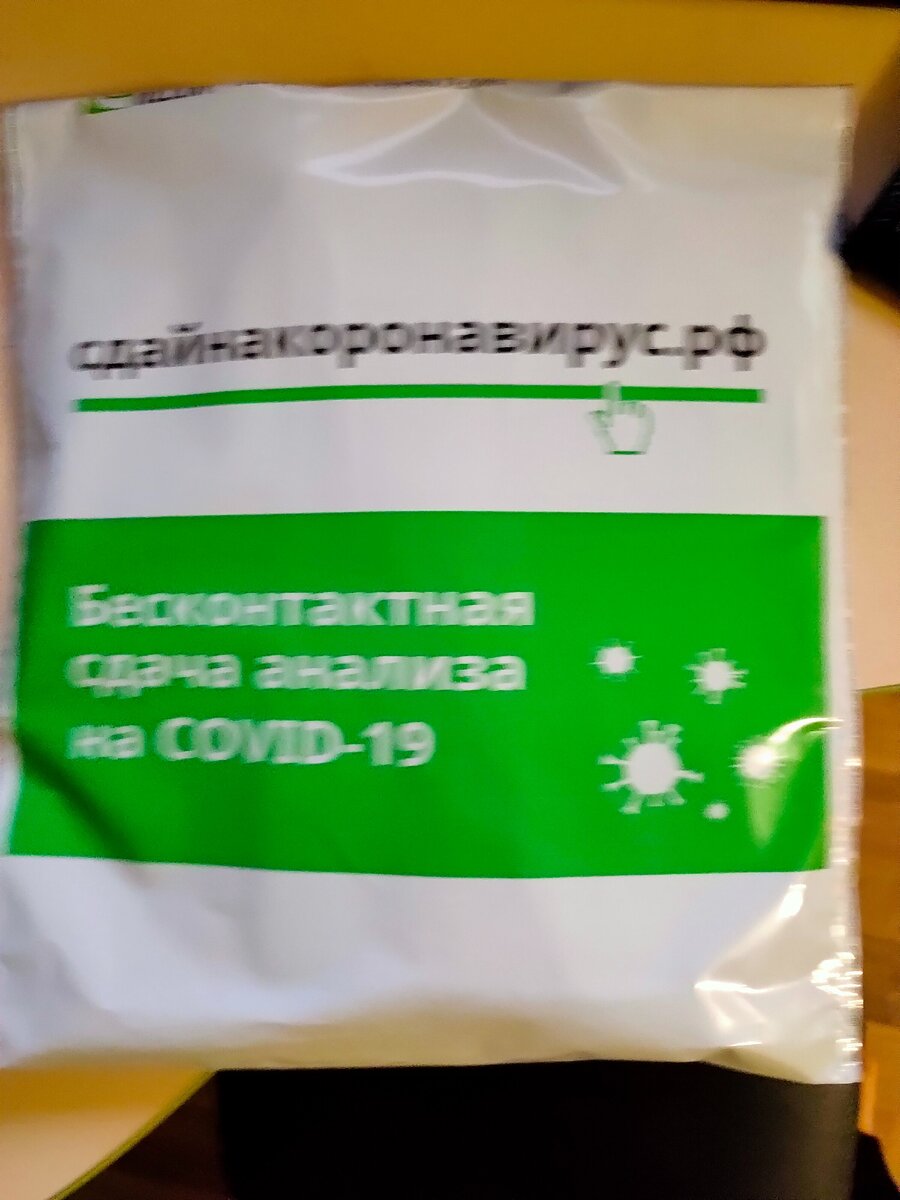 сдайнакоронавирус.рф
Бесконтактная
сдача анализа
на COVID-19